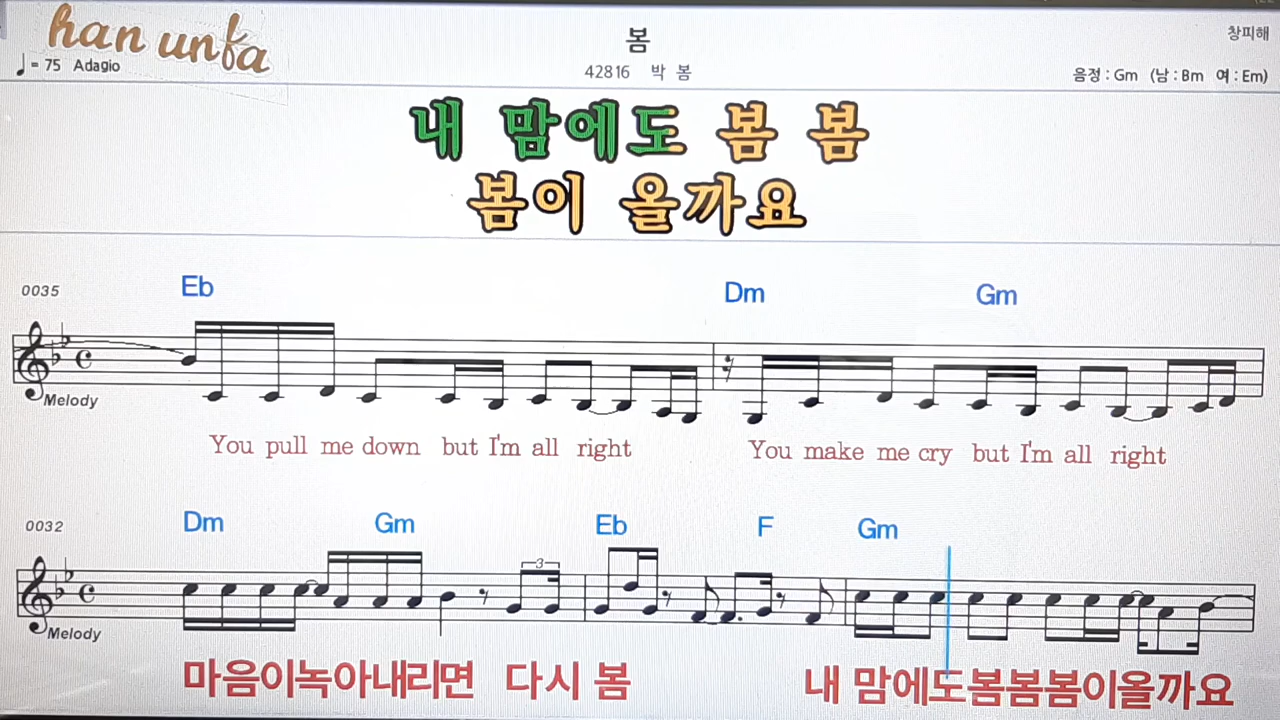 han unfa
봄
창피해
♩= 75 Adagio
42816 박 봄
음정 : Gm (남 : Bm 여 : Em)
내 맘에도 봄 봄
봄이 올까요
0035
Eb Dm Gm
Melody
You pull me down but I'm all right You make me cry but I'm all right
0032
Dm Gm Eb F Gm
3
Melody
마음이녹아내리면 다시 봄 내 맘에도봄봄봄이올까요